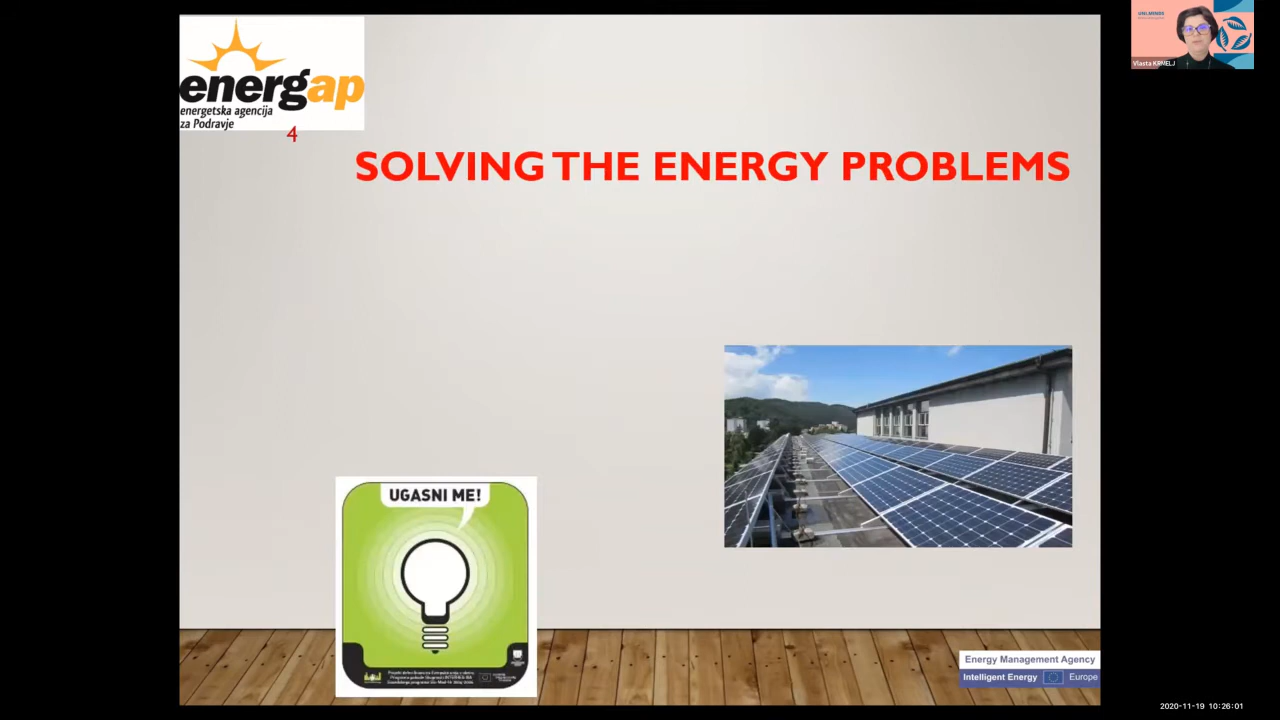 energap
energetska agencija
za Podravje
4
SOLVING THE ENERGY PROBLEMS
UGASNI ME!
Energy Management Agency
Intelligent Energy Europe
Vlasta KRMELJ
2020-11-19 10:26:01